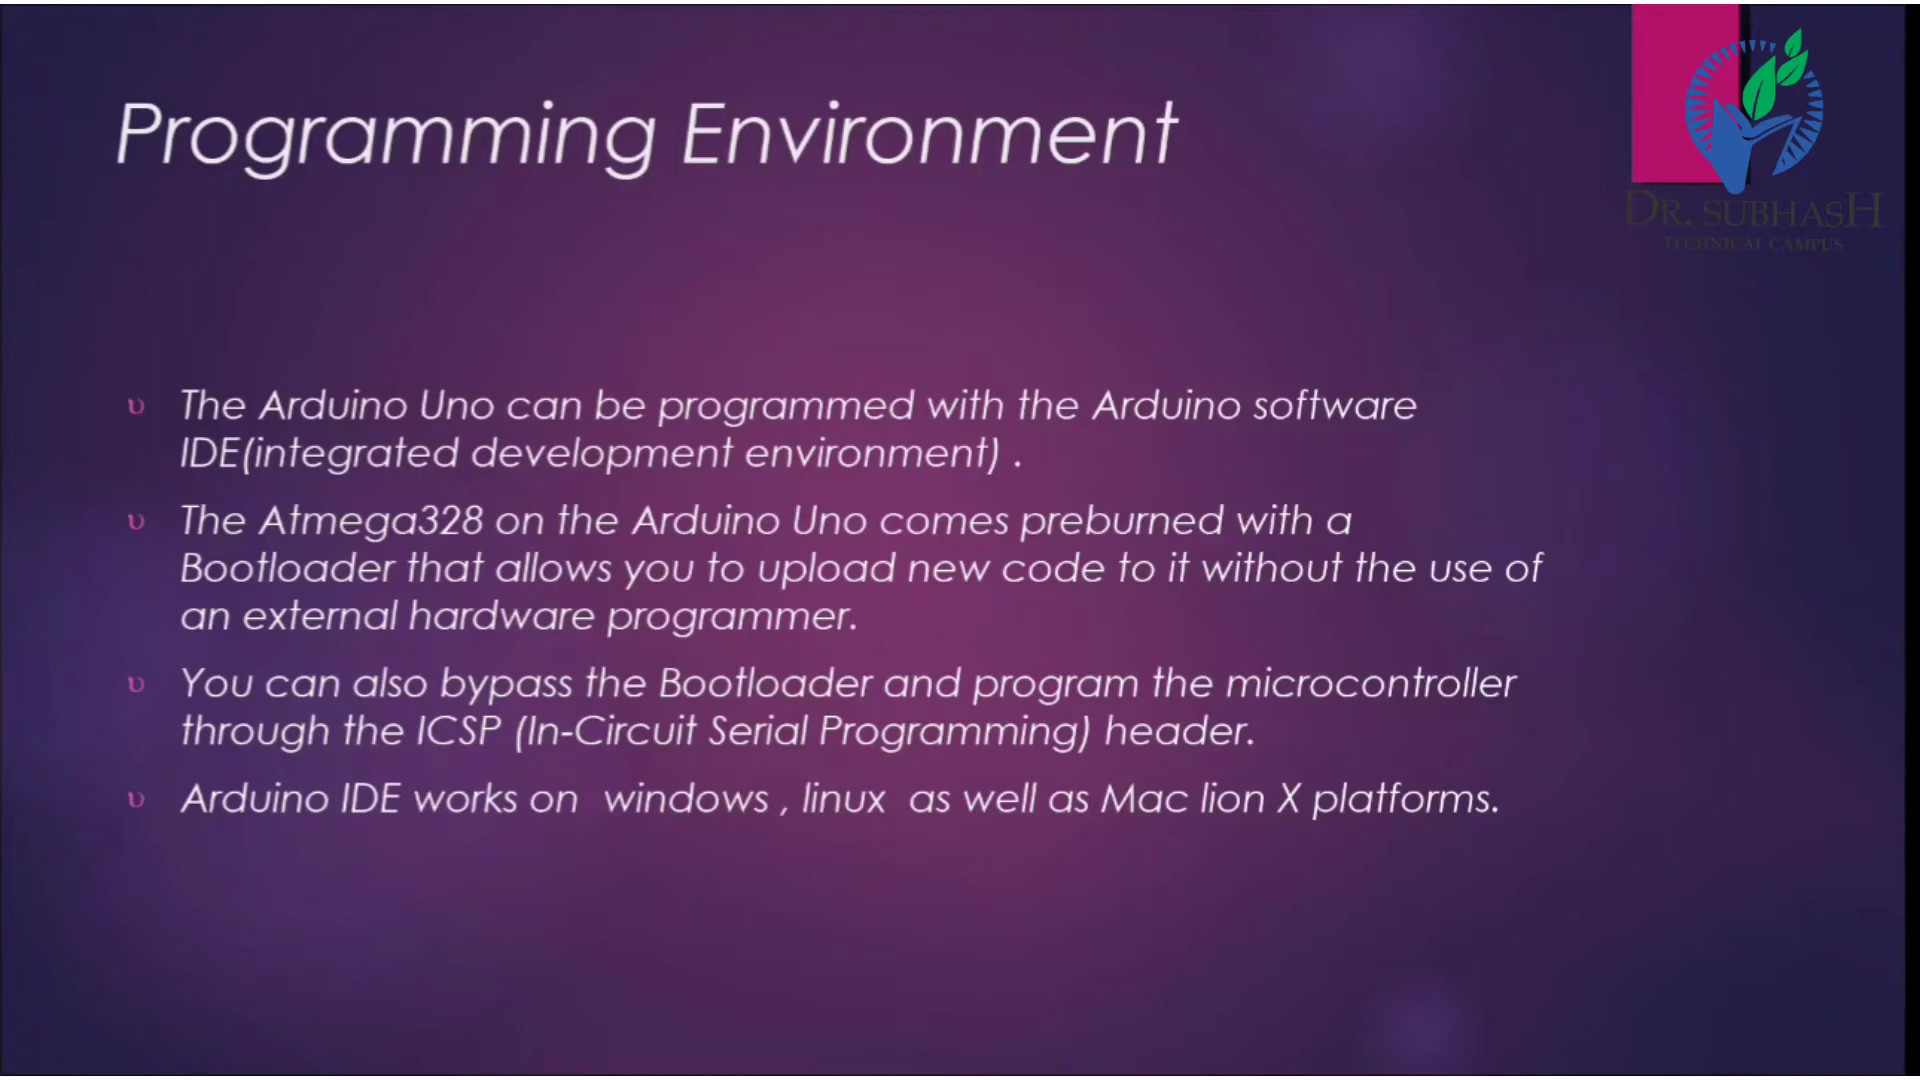 Programming Environment
DR. SUBHASH
TECHNICAL CAMPUS
The Arduino Uno can be programmed with the Arduino software
IDE(integrated development environment) .
The Atmega328 on the Arduino Uno comes preburned with a
Bootloader that allows you to upload new code to it without the use of
an external hardware programmer.
You can also bypass the Bootloader and program the microcontroller
through the ICSP (In-Circuit Serial Programming) header.
Arduino IDE works on  windows , linux  as well as Mac lion X platforms.